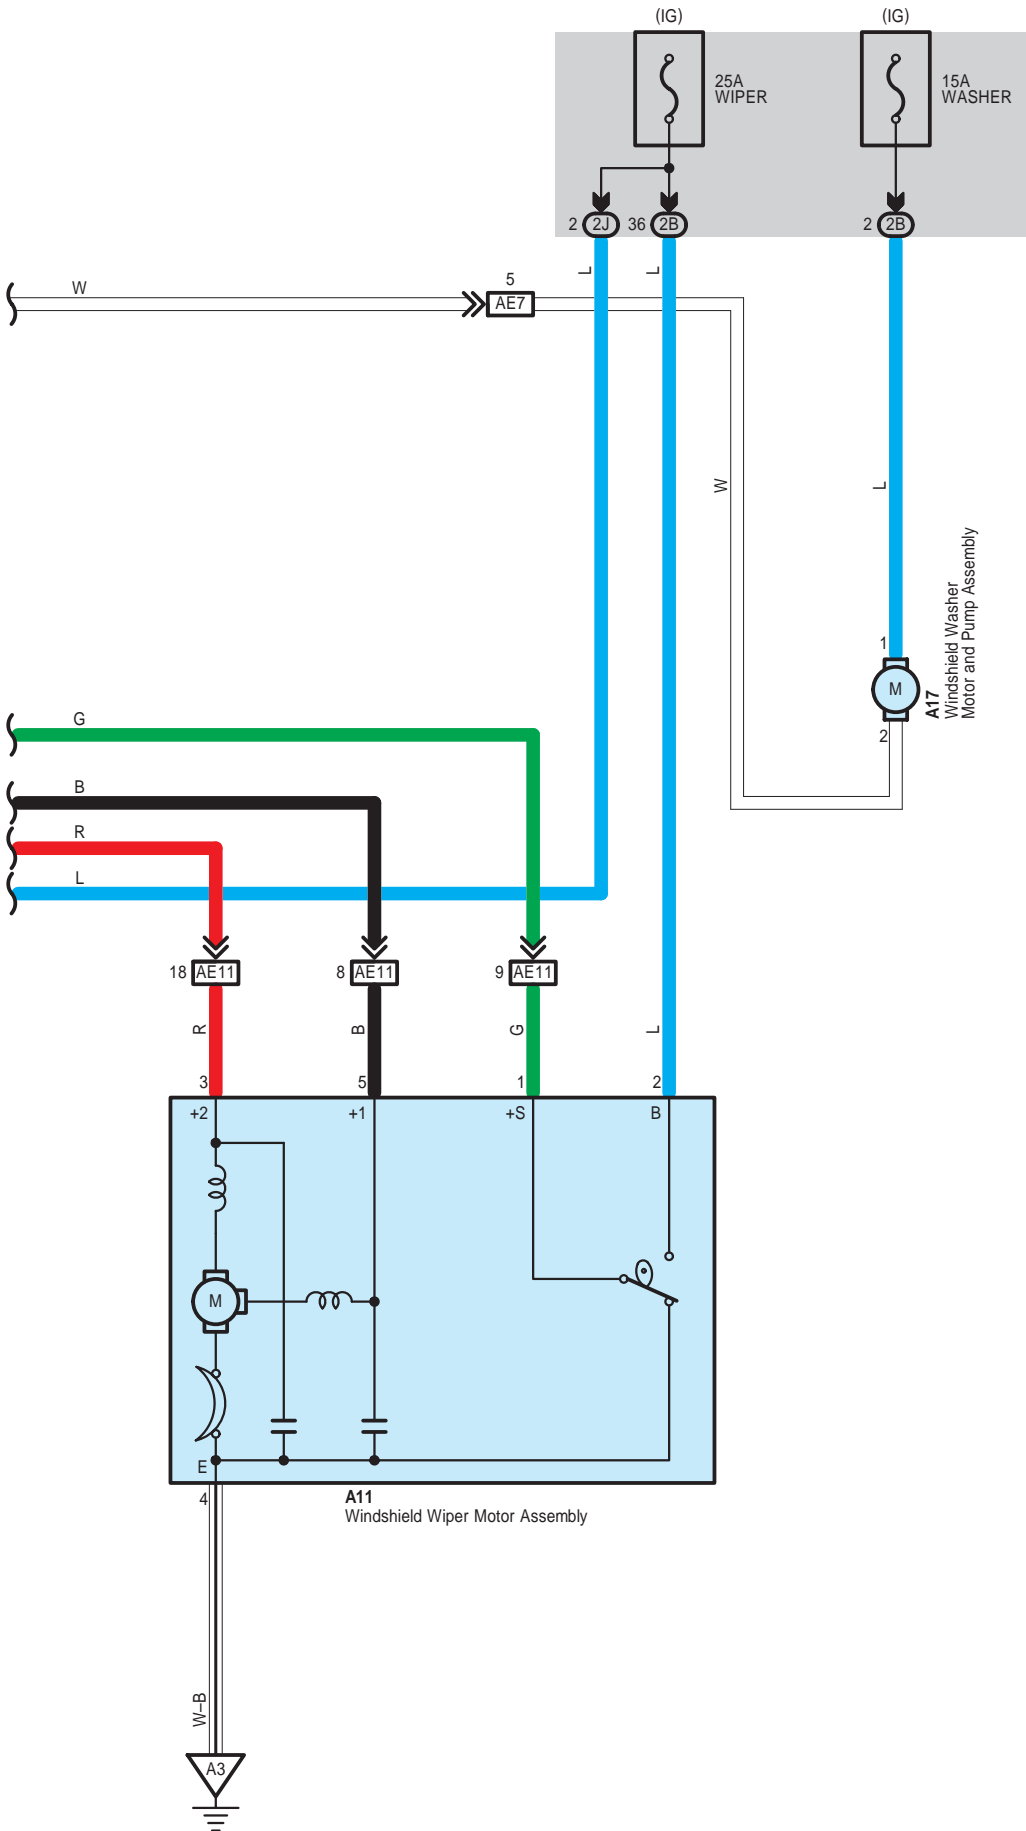 (IG)
(IG)
25A
WIPER
15A
WASHER
2 2J
36 2B
2 2B
L
L
W
5
AE7
W
L
1
M
2
A17
Windshield Washer
Motor and Pump Assembly
G
B
R
L
18 AE11
8 AE11
9 AE11
R
B
G
L
3
5
1
2
+2
+1
+S
B
M
E
4
A11
Windshield Wiper Motor Assembly
W–B
A3